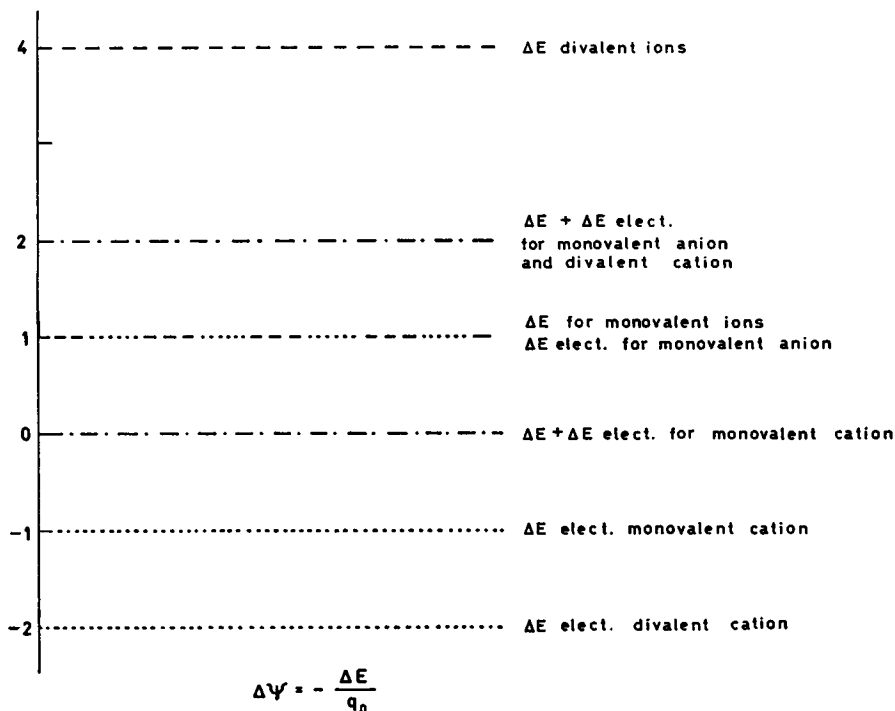 4
ΔE divalent ions
2
ΔE + ΔE elect.
for monovalent anion
and divalent cation
1
ΔE for monovalent ions
ΔE elect. for monovalent anion
0
ΔE + ΔE elect. for monovalent cation
-1
ΔE elect. monovalent cation
-2
ΔE elect. divalent cation
ΔΨ = - ΔE
q₀